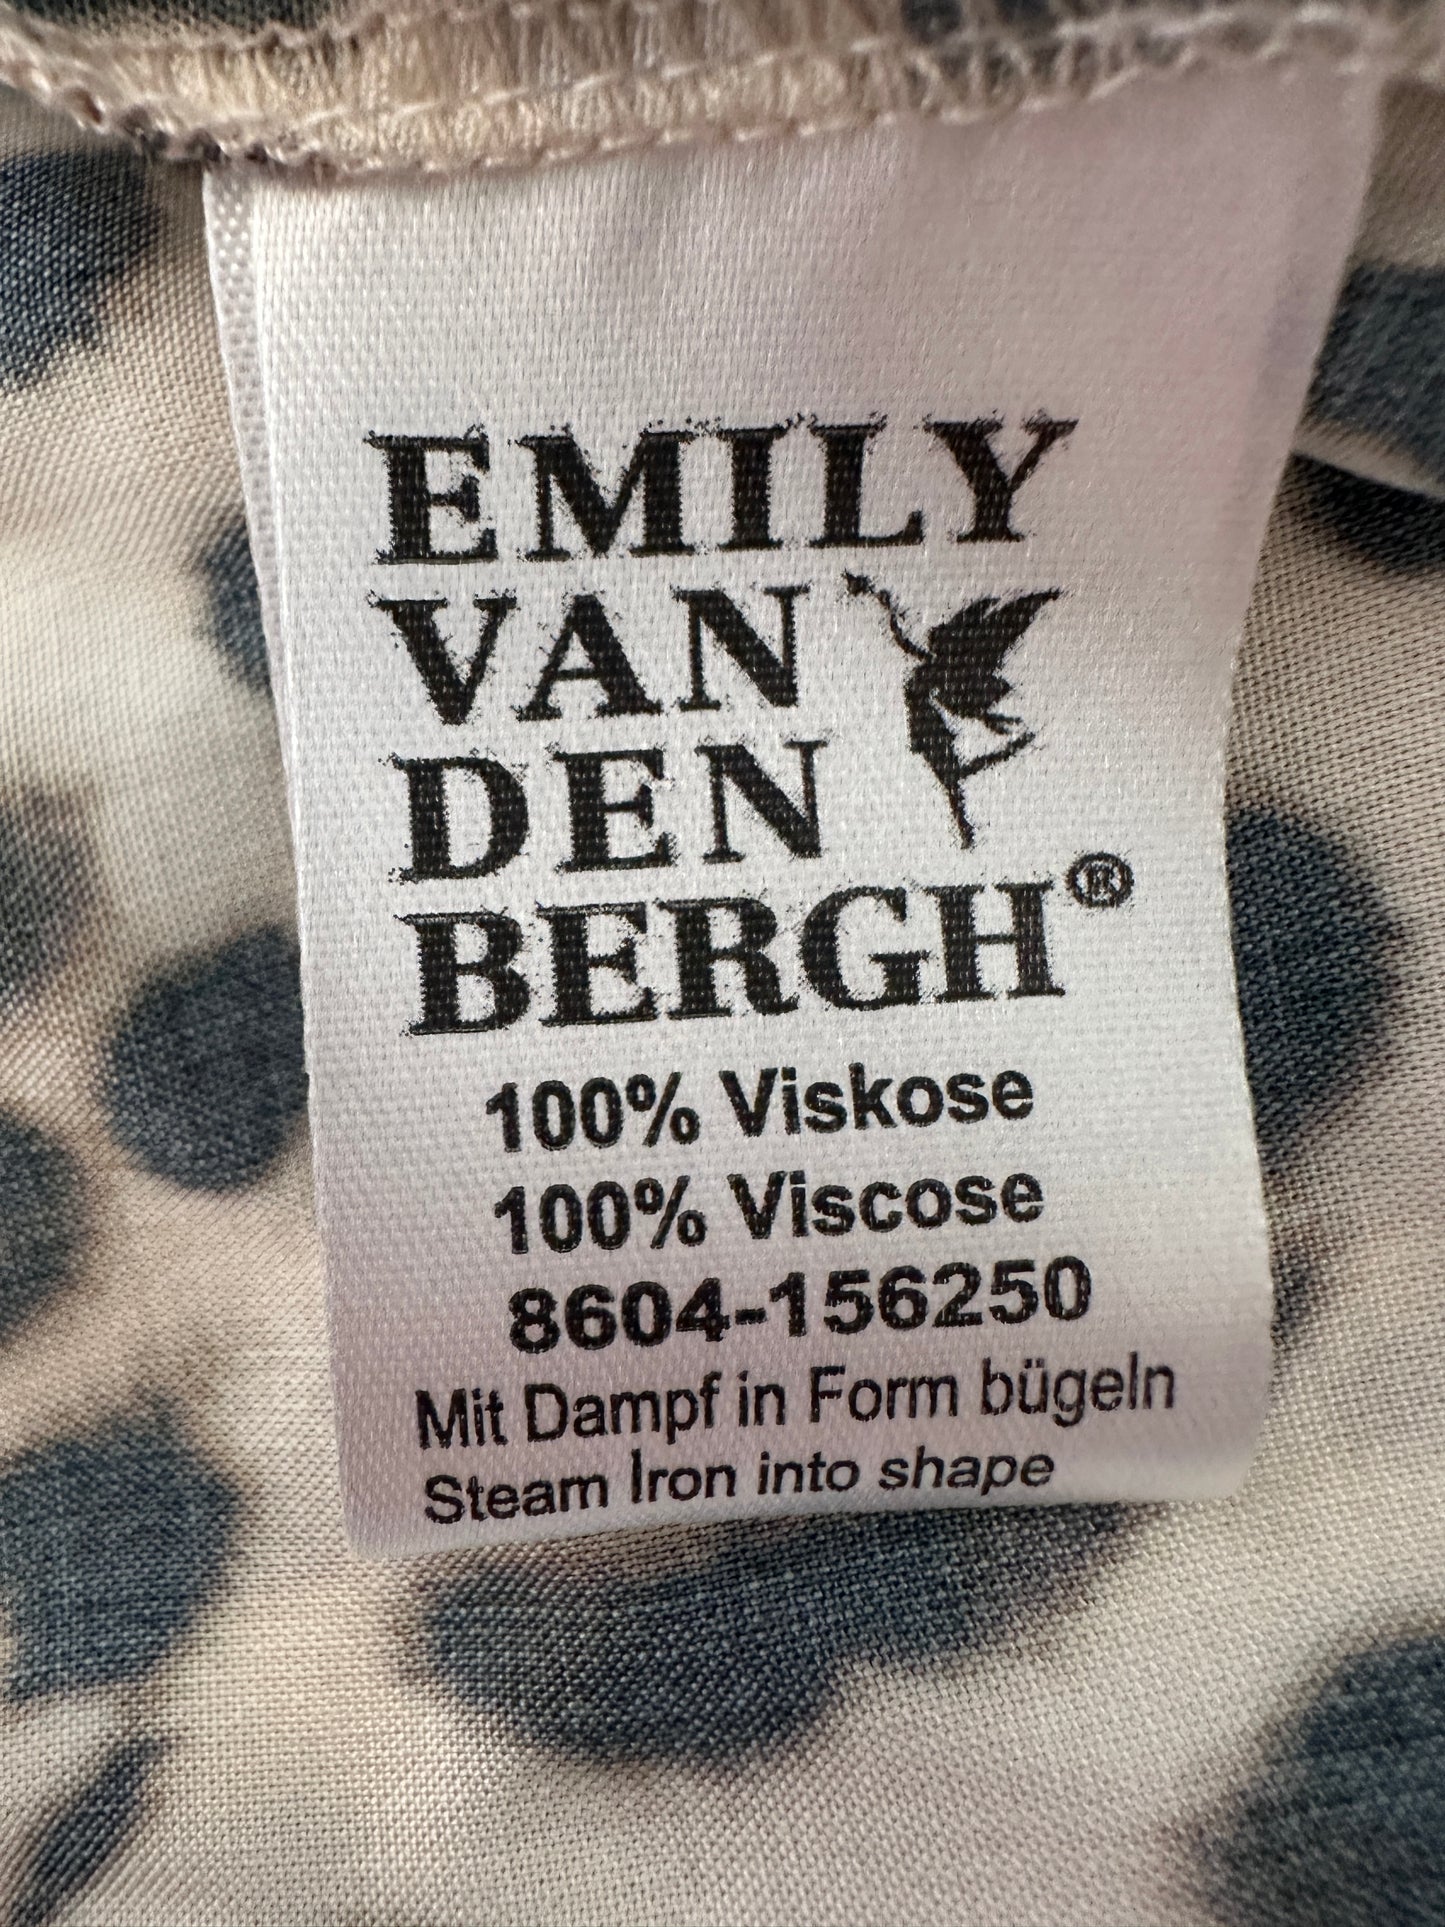 EMILY
VAN
DEN
BERGH®
100% Viskose
100% Viscose
8604-156250
Mit Dampf in Form bügeln
Steam Iron into shape